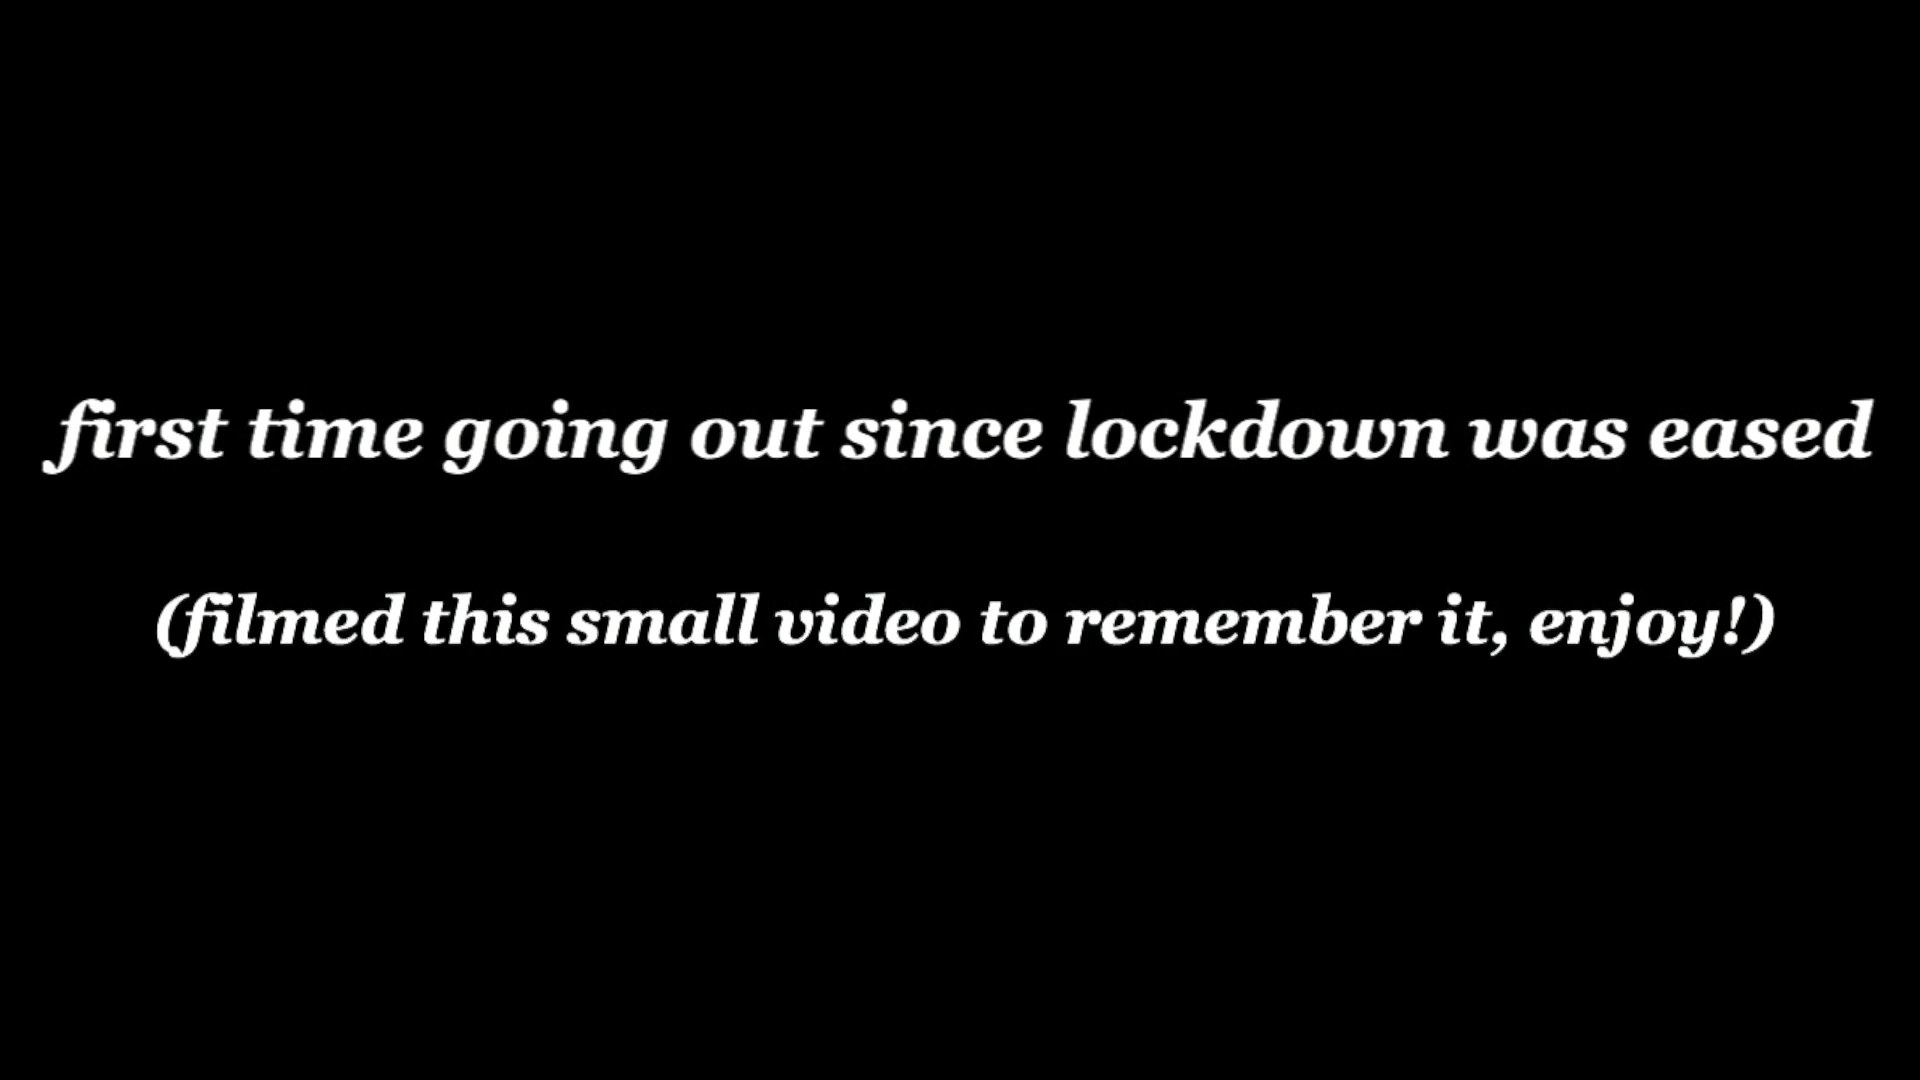 first time going out since lockdown was eased
(filmed this small video to remember it, enjoy!)